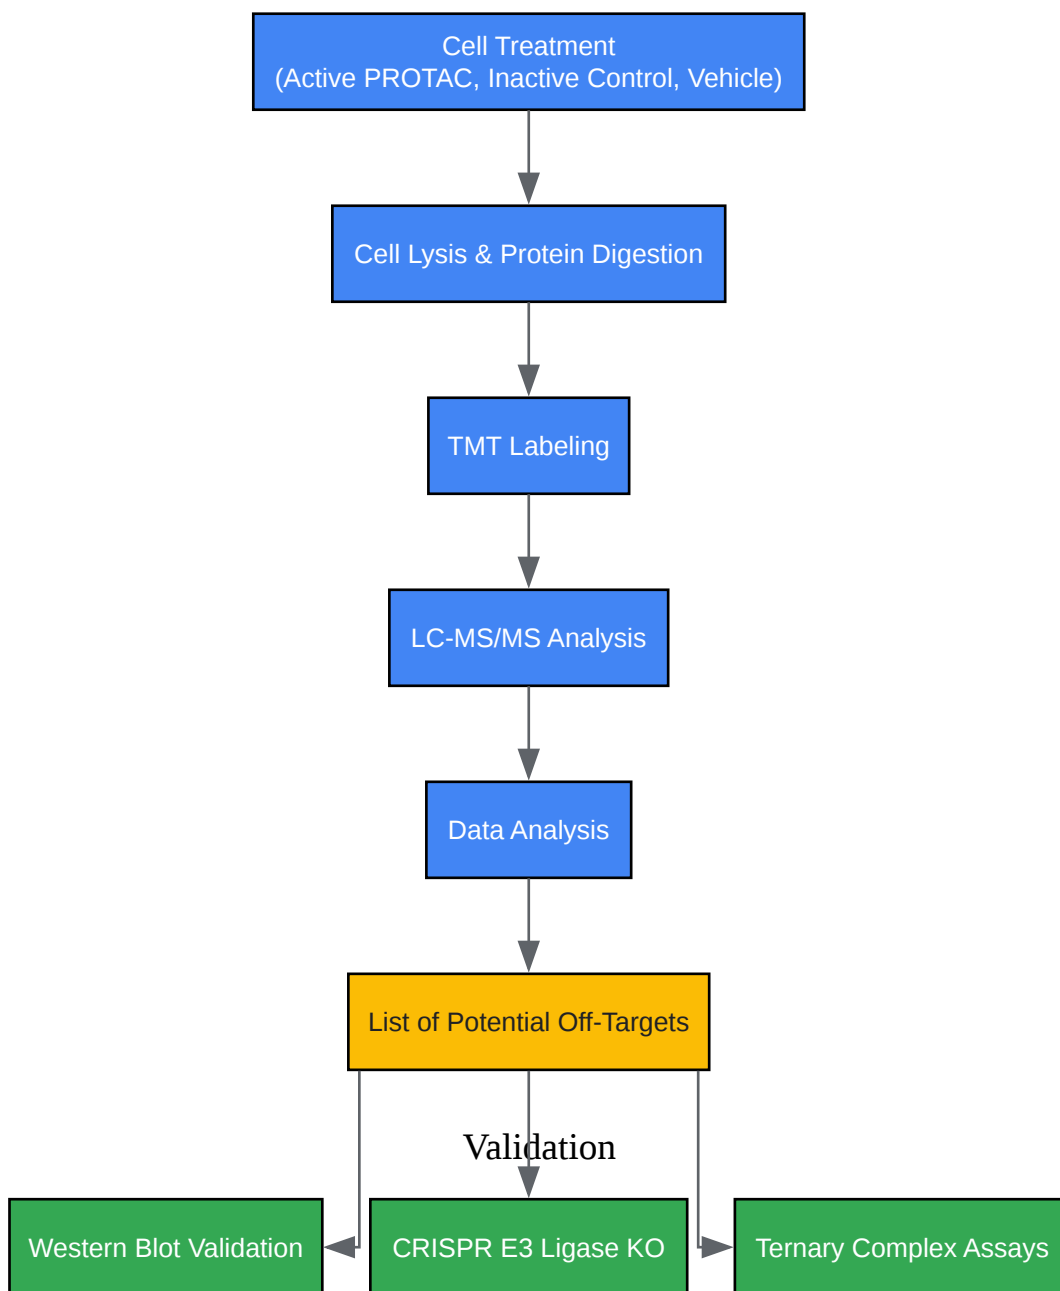 Cell Treatment
(Active PROTAC, Inactive Control, Vehicle)
Cell Lysis & Protein Digestion
TMT Labeling
LC-MS/MS Analysis
Data Analysis
List of Potential Off-Targets
Validation
Western Blot Validation
CRISPR E3 Ligase KO
Ternary Complex Assays